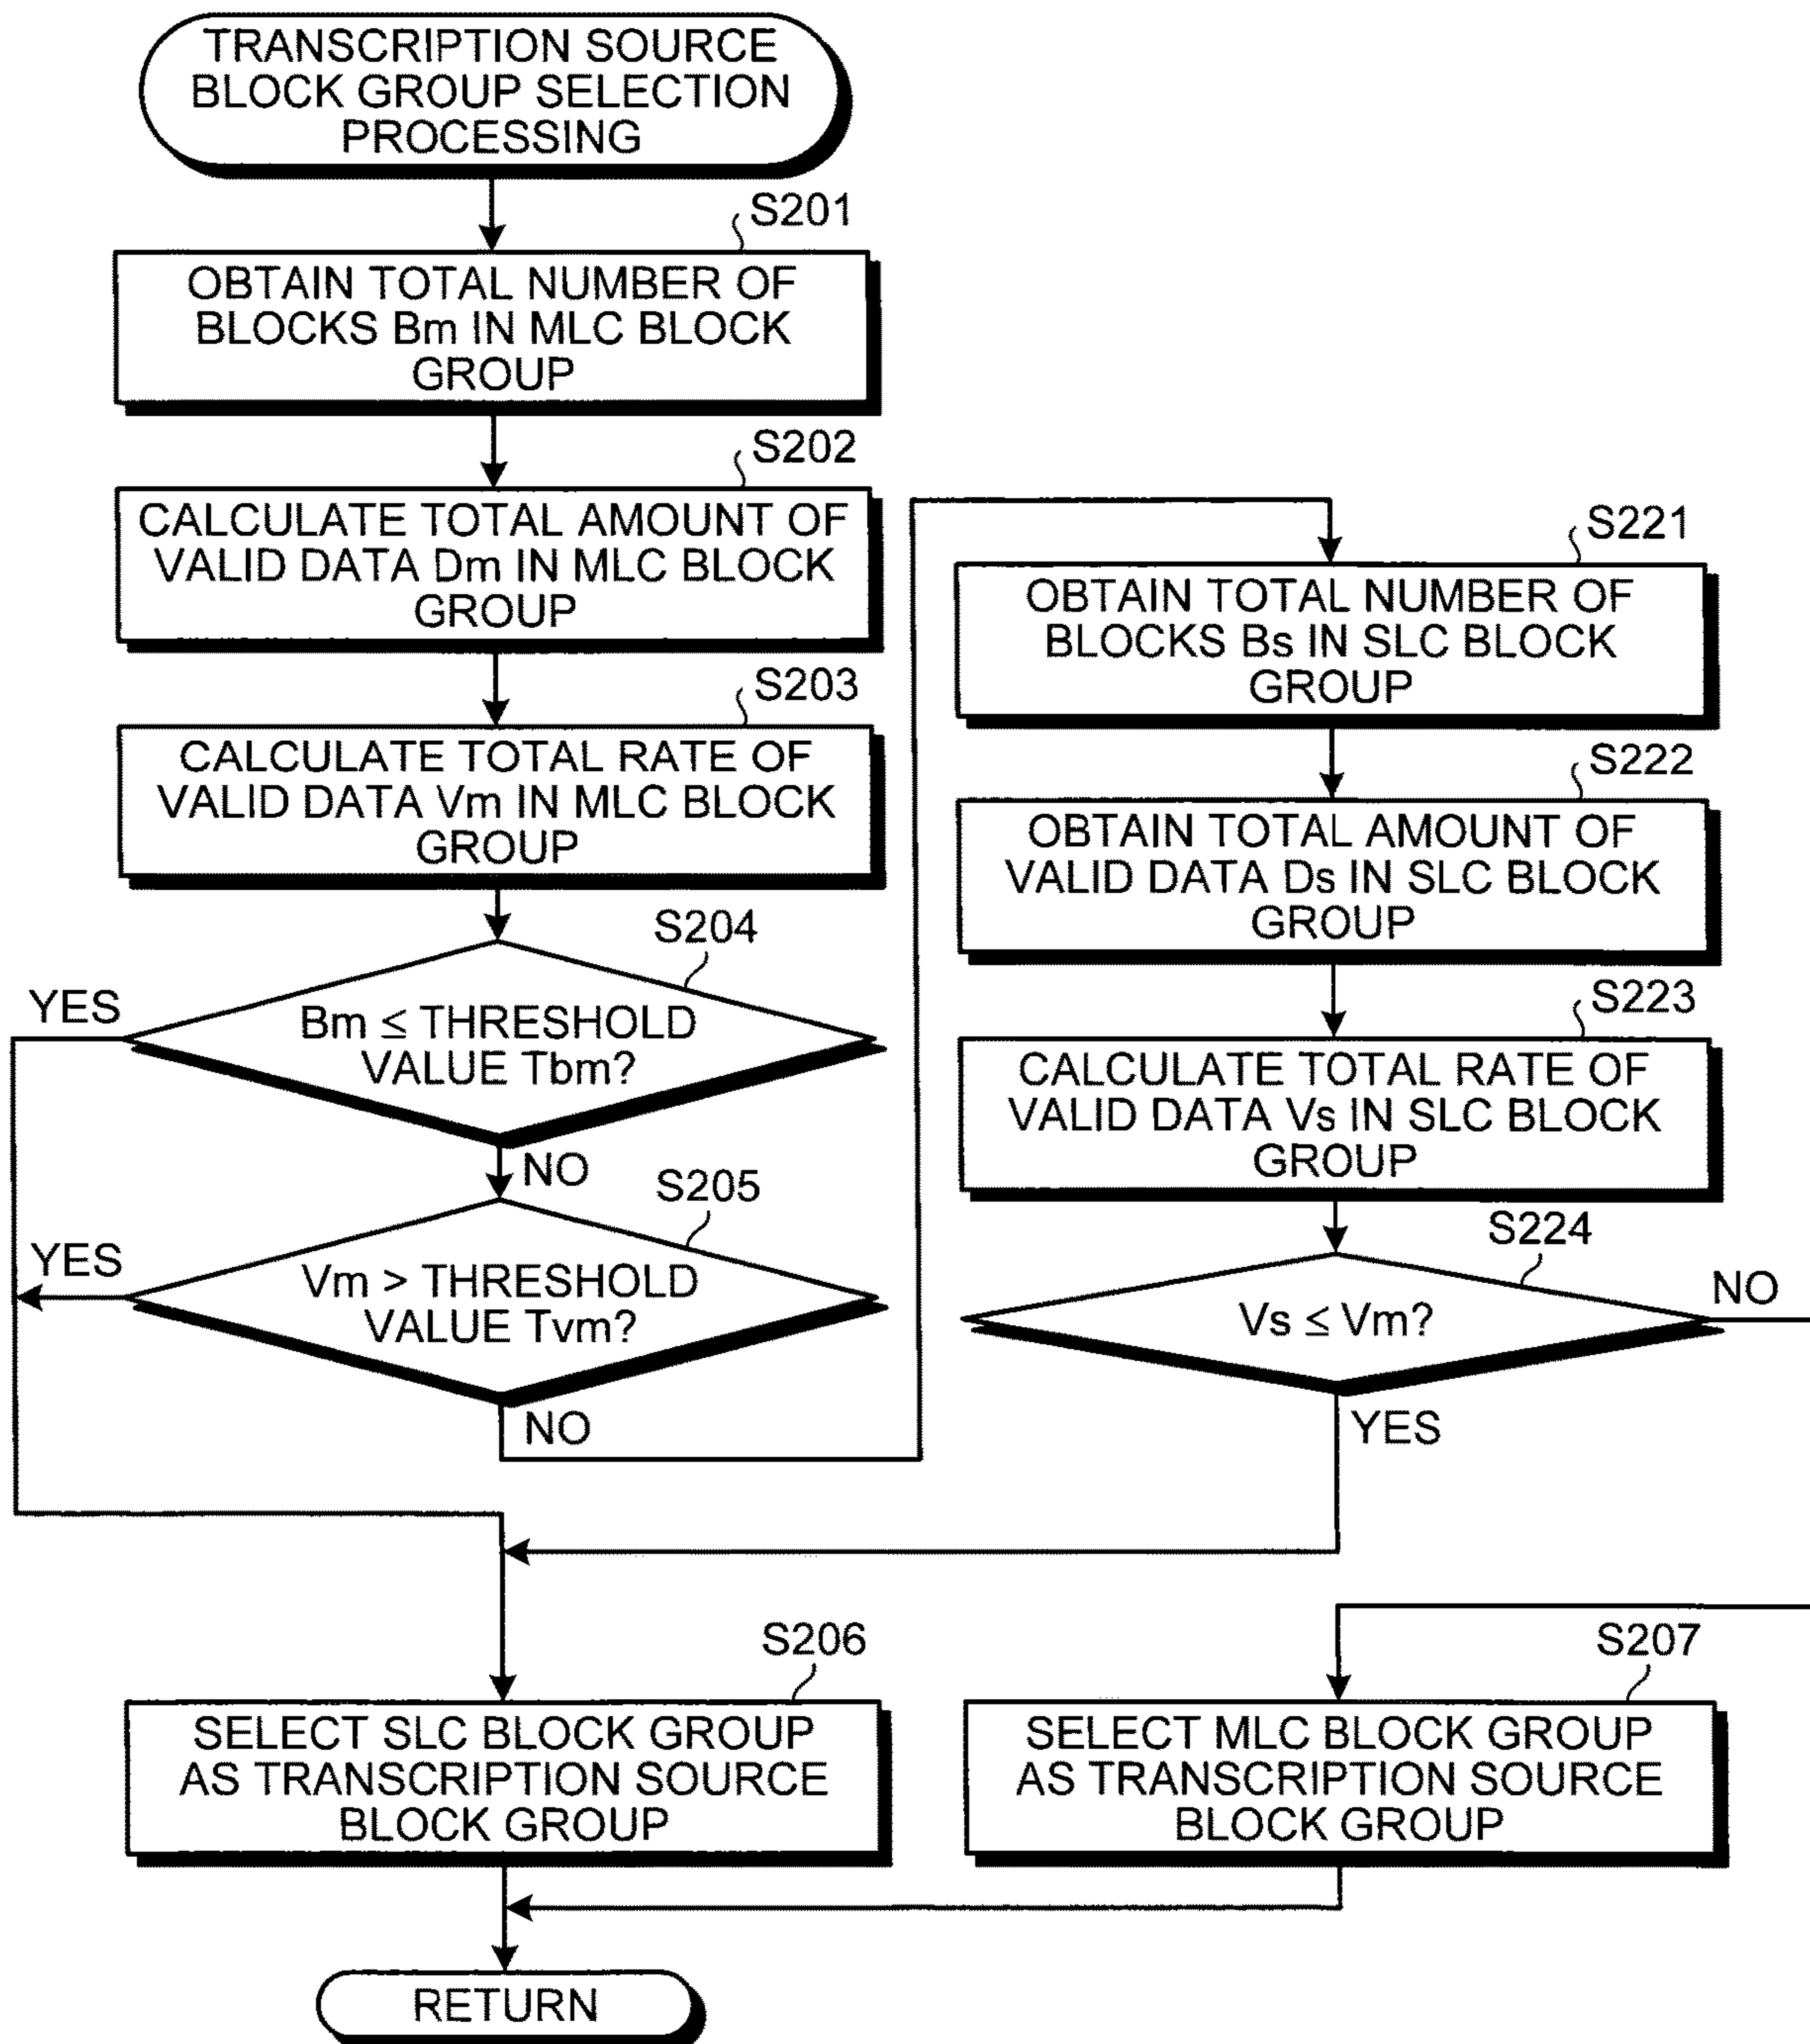 TRANSCRIPTION SOURCE
BLOCK GROUP SELECTION
PROCESSING
S201
OBTAIN TOTAL NUMBER OF
BLOCKS Bm IN MLC BLOCK
GROUP
S202
CALCULATE TOTAL AMOUNT OF
VALID DATA Dm IN MLC BLOCK
GROUP
S203
CALCULATE TOTAL RATE OF
VALID DATA Vm IN MLC BLOCK
GROUP
S204
YES
Bm ≤ THRESHOLD
VALUE Tbm?
NO
S205
YES
Vm > THRESHOLD
VALUE Tvm?
NO
S221
OBTAIN TOTAL NUMBER OF
BLOCKS Bs IN SLC BLOCK
GROUP
S222
OBTAIN TOTAL AMOUNT OF
VALID DATA Ds IN SLC BLOCK
GROUP
S223
CALCULATE TOTAL RATE OF
VALID DATA Vs IN SLC BLOCK
GROUP
S224
NO
Vs ≤ Vm?
YES
S206
SELECT SLC BLOCK GROUP
AS TRANSCRIPTION SOURCE
BLOCK GROUP
S207
SELECT MLC BLOCK GROUP
AS TRANSCRIPTION SOURCE
BLOCK GROUP
RETURN